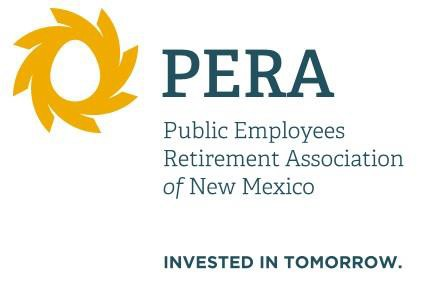 PERA
Public Employees
Retirement Association
of New Mexico
INVESTED IN TOMORROW.